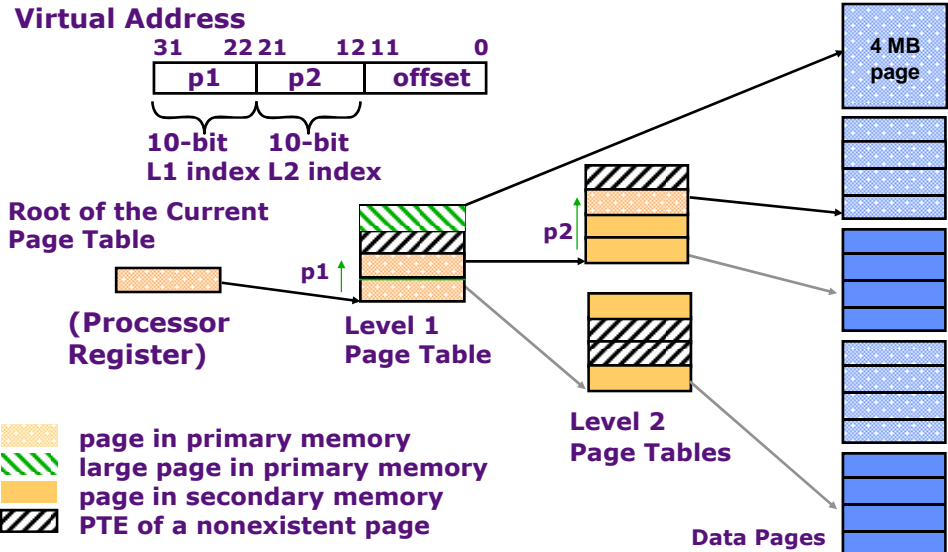 Virtual Address
31 22 21 12 11 0
p1 p2 offset
10-bit
L1 index
10-bit
L2 index
Root of the Current
Page Table
p1
(Processor
Register)
Level 1
Page Table
p2
Level 2
Page Tables
4 MB
page
page in primary memory
large page in primary memory
page in secondary memory
PTE of a nonexistent page
Data Pages